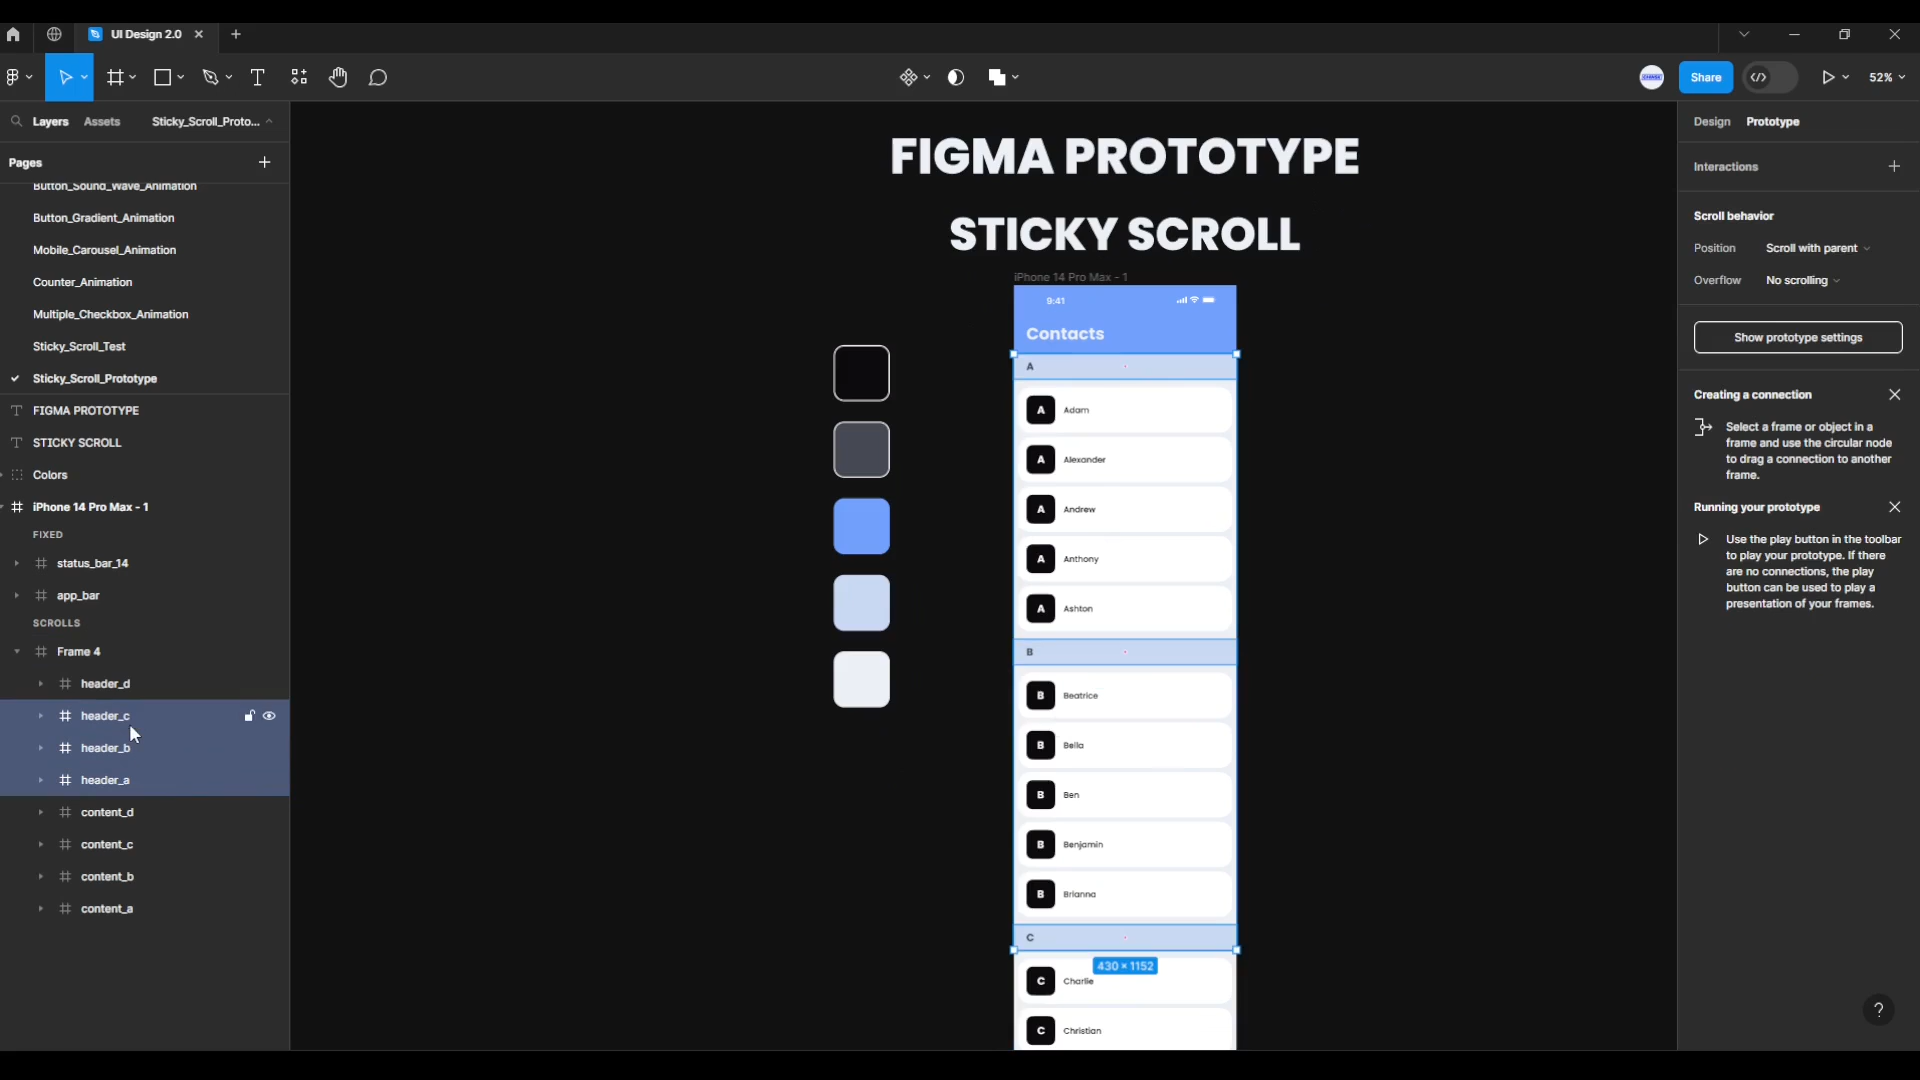 UI Design 2.0
Share
52%
Layers
Assets
Sticky_Scroll_Proto...
Pages
Button_Sound_Wave_Animation
Button_Gradient_Animation
Mobile_Carousel_Animation
Counter_Animation
Multiple_Checkbox_Animation
Sticky_Scroll_Test
Sticky_Scroll_Prototype
FIGMA PROTOTYPE
STICKY SCROLL
Colors
iPhone 14 Pro Max - 1
FIXED
status_bar_14
app_bar
SCROLLS
Frame 4
header_d
header_c
header_b
header_a
content_d
content_c
content_b
content_a
FIGMA PROTOTYPE
STICKY SCROLL
iPhone 14 Pro Max - 1
9:41
Contacts
A
A Adam
A Alexander
A Andrew
A Anthony
A Ashton
B
B Beatrice
B Bella
B Ben
B Benjamin
B Brianna
C
430 × 1152
C Charlie
C Christian
Design
Prototype
Interactions
Scroll behavior
Position Scroll with parent
Overflow No scrolling
Show prototype settings
Creating a connection
Select a frame or object in a
frame and use the circular node
to drag a connection to another
frame.
Running your prototype
Use the play button in the toolbar
to play your prototype. If there
are no connections, the play
button can be used to play a
presentation of your frames.
?